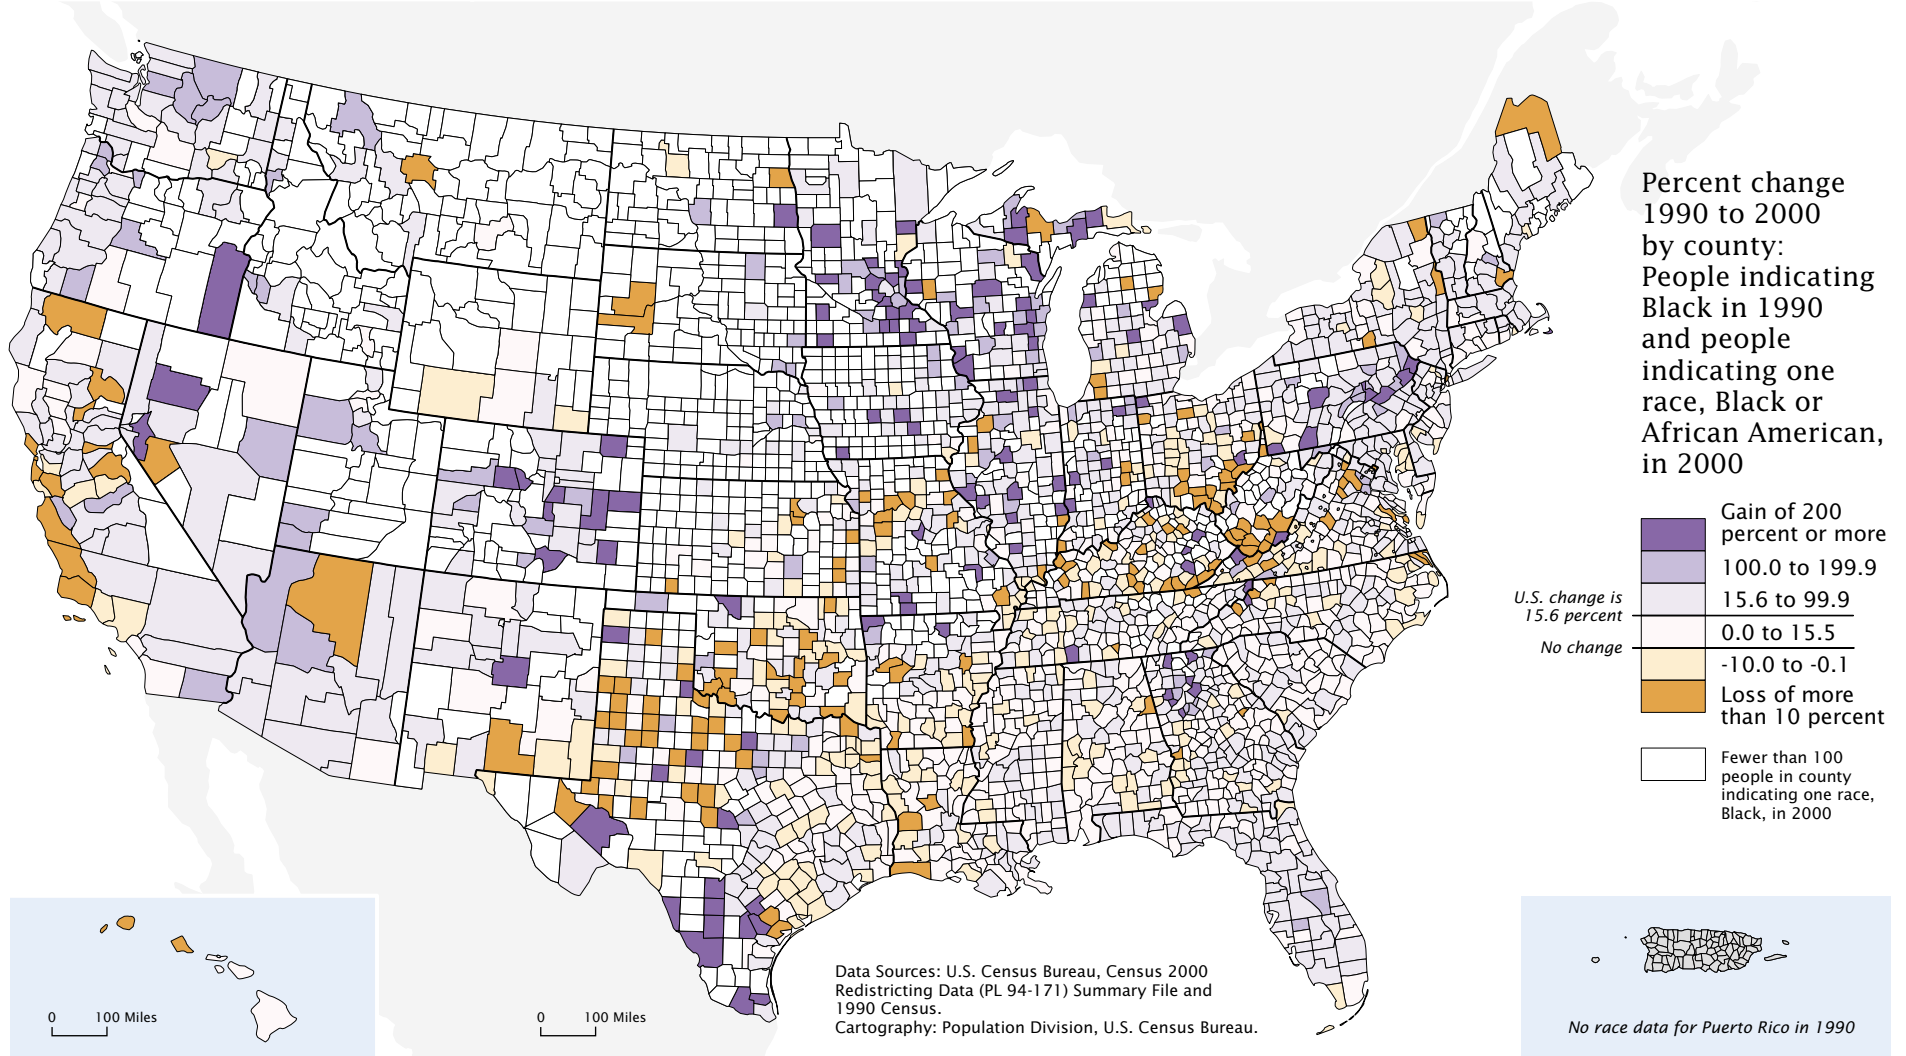 Percent change
1990 to 2000
by county:
People indicating
Black in 1990
and people
indicating one
race, Black or
African American,
in 2000
Gain of 200
percent or more
100.0 to 199.9
15.6 to 99.9
U.S. change is
15.6 percent
0.0 to 15.5
No change
-10.0 to -0.1
Loss of more
than 10 percent
Fewer than 100
people in county
indicating one race,
Black, in 2000
0 100 Miles
0 100 Miles
Data Sources: U.S. Census Bureau, Census 2000
Redistricting Data (PL 94-171) Summary File and
1990 Census.
Cartography: Population Division, U.S. Census Bureau.
No race data for Puerto Rico in 1990